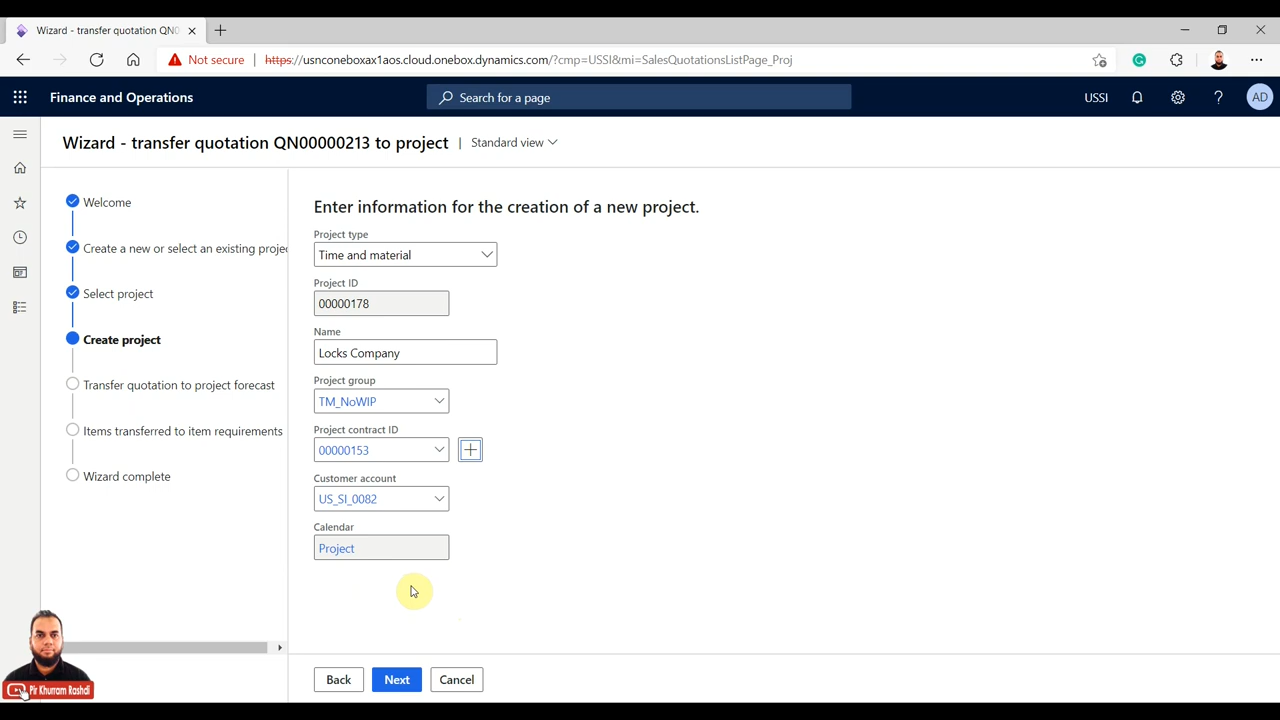 Wizard - transfer quotation QN0
Not secure
https://usnconeboxax1aos.cloud.onebox.dynamics.com/?cmp=USSI&mi=SalesQuotationsListPage_Proj
Finance and Operations
Search for a page
USSI
AD
Wizard - transfer quotation QN00000213 to project
Standard view
Welcome
Create a new or select an existing projec
Select project
Create project
Transfer quotation to project forecast
Items transferred to item requirements
Wizard complete
Enter information for the creation of a new project.
Project type
Time and material
Project ID
00000178
Name
Locks Company
Project group
TM_NoWIP
Project contract ID
00000153
Customer account
US_SI_0082
Calendar
Project
Back
Next
Cancel
Pir Khurram Rashdi